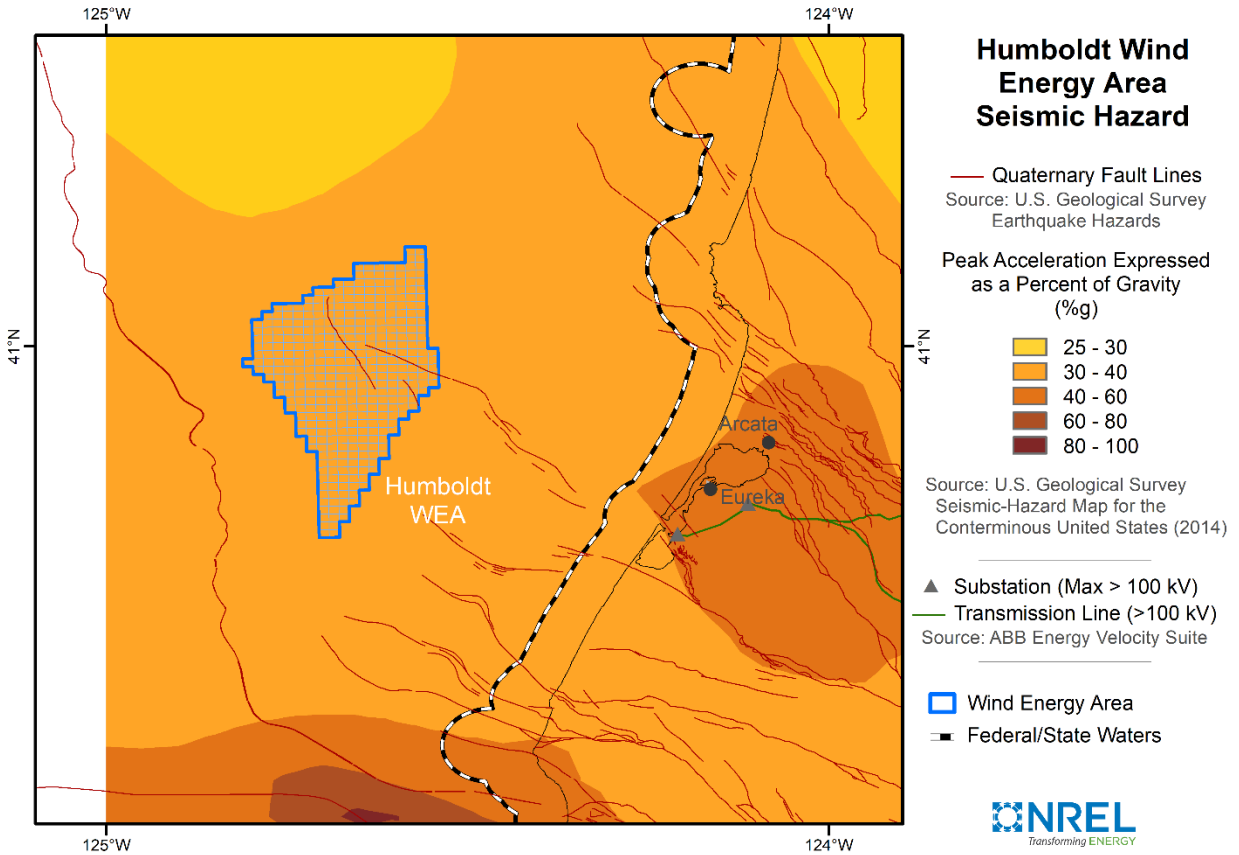 125°W
124°W
41°N
41°N
Arcata
Eureka
Humboldt
WEA
125°W
124°W
Humboldt Wind
Energy Area
Seismic Hazard
Quaternary Fault Lines
Source: U.S. Geological Survey
Earthquake Hazards
Peak Acceleration Expressed
as a Percent of Gravity
(%g)
25 - 30
30 - 40
40 - 60
60 - 80
80 - 100
Source: U.S. Geological Survey
Seismic-Hazard Map for the
Conterminous United States (2014)
Substation (Max > 100 kV)
Transmission Line (>100 kV)
Source: ABB Energy Velocity Suite
Wind Energy Area
Federal/State Waters
NREL
Transforming ENERGY